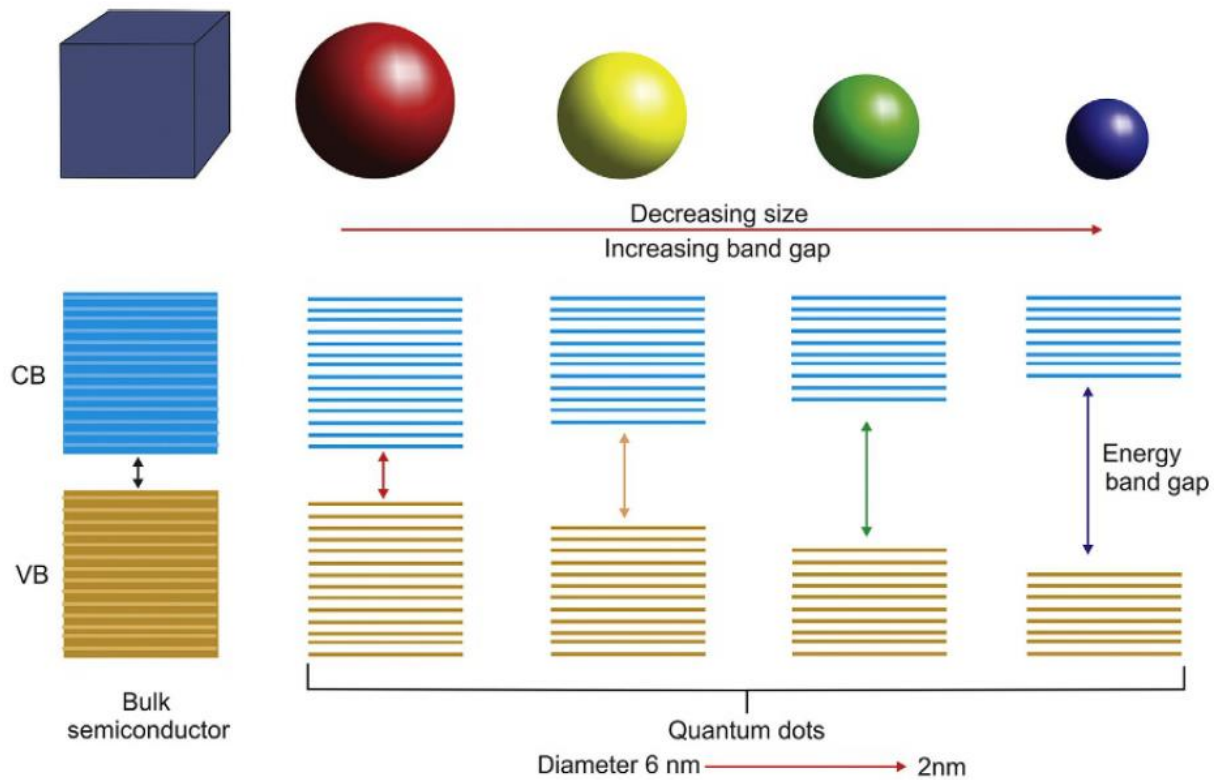 Decreasing size
Increasing band gap
CB
Energy
band gap
VB
Bulk
semiconductor
Quantum dots
Diameter 6 nm 2nm